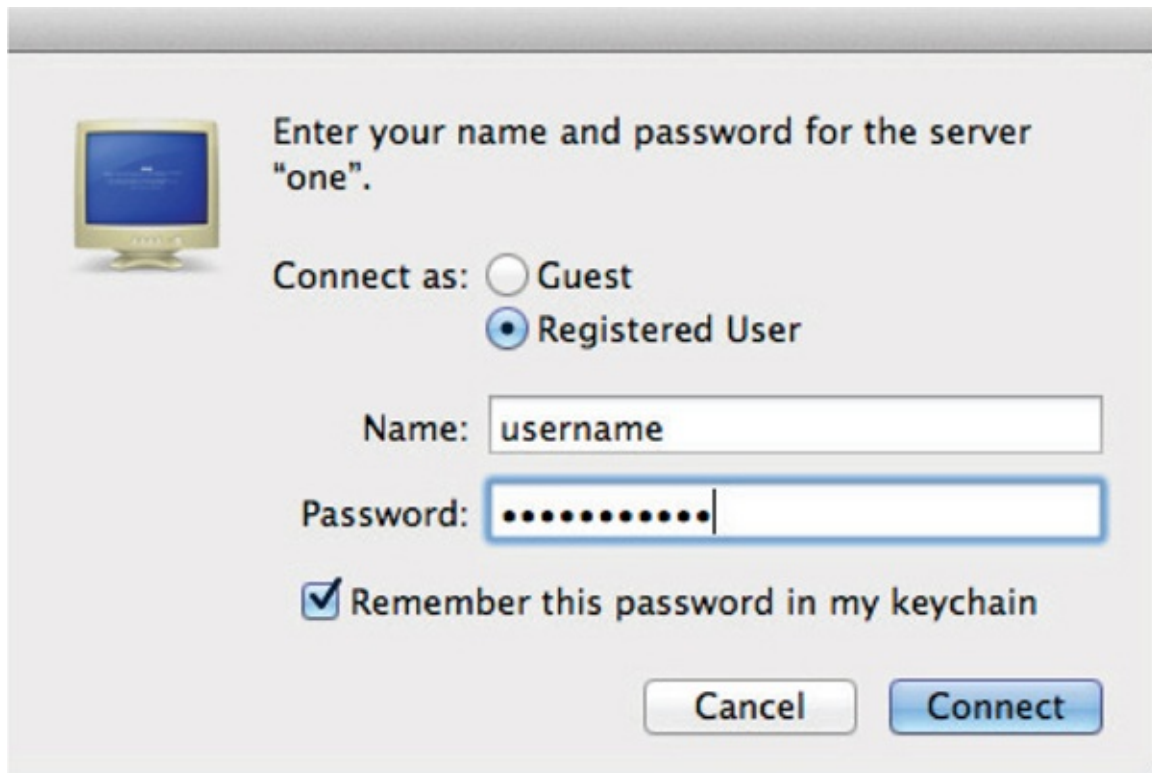 Enter your name and password for the server
“one”.
Connect as: Guest
Registered User
Name: username
Password: •••••••••••
Remember this password in my keychain
Cancel Connect